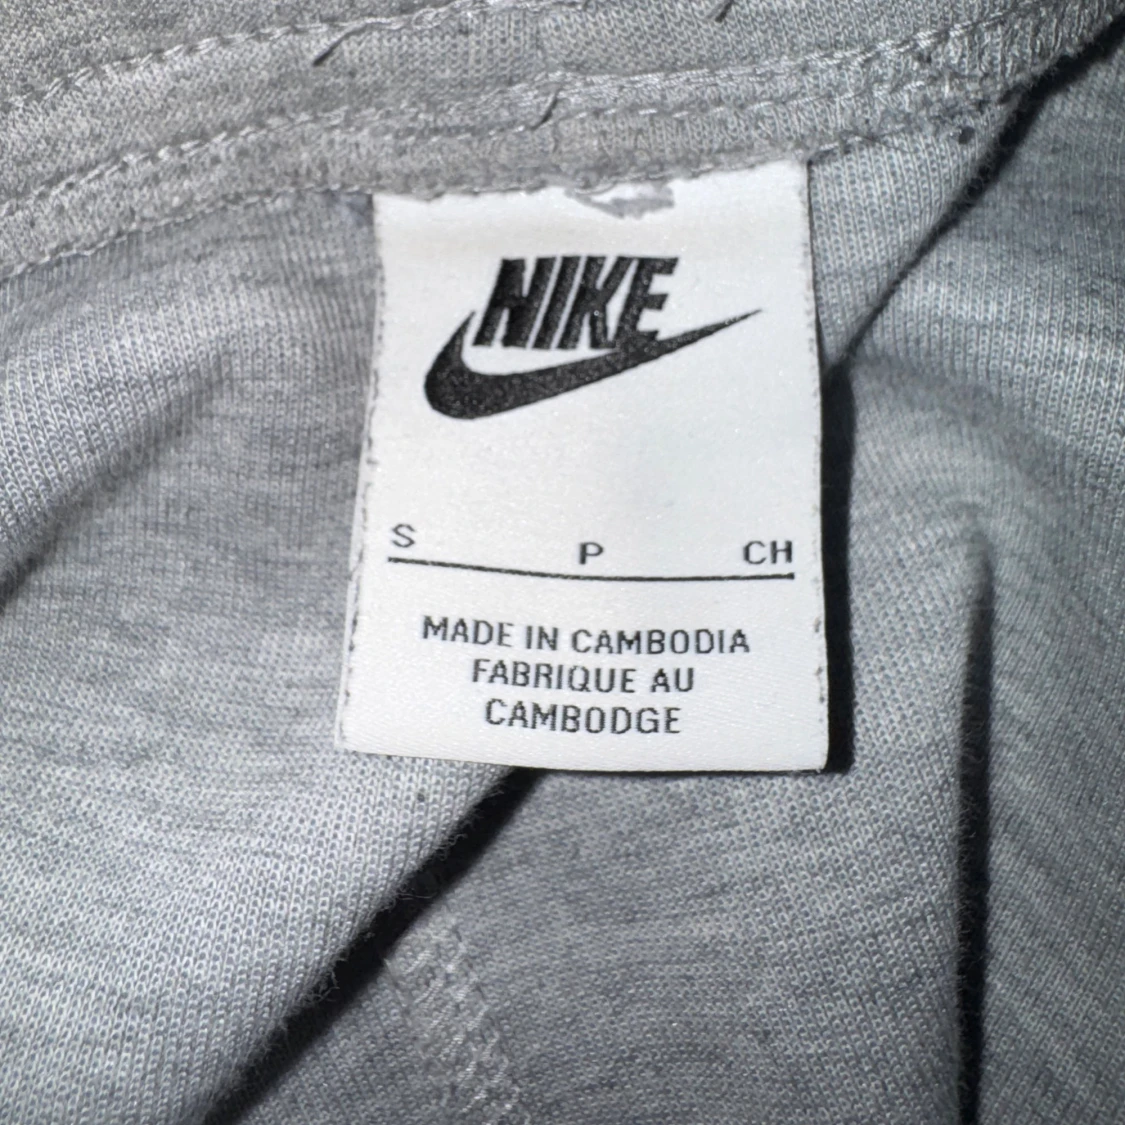 NIKE
S P CH
MADE IN CAMBODIA
FABRIQUE AU
CAMBODGE